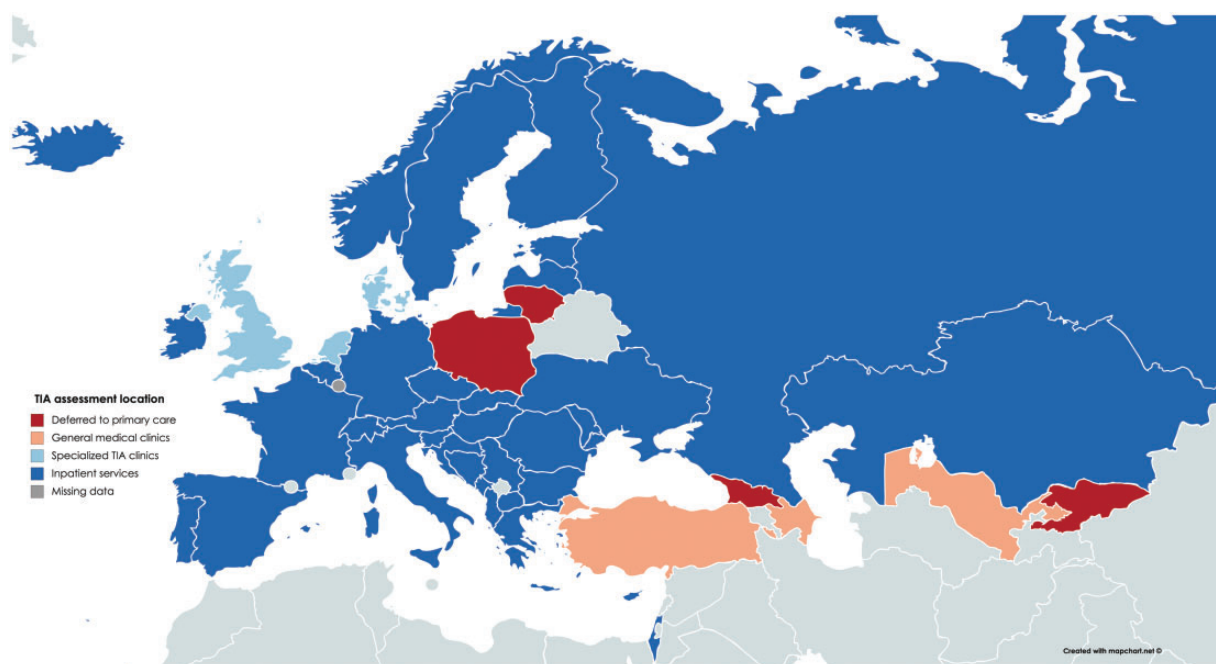 TIA assessment location
Deferred to primary care
General medical clinics
Specialized TIA clinics
Inpatient services
Missing data
Created with mapchart.net ©